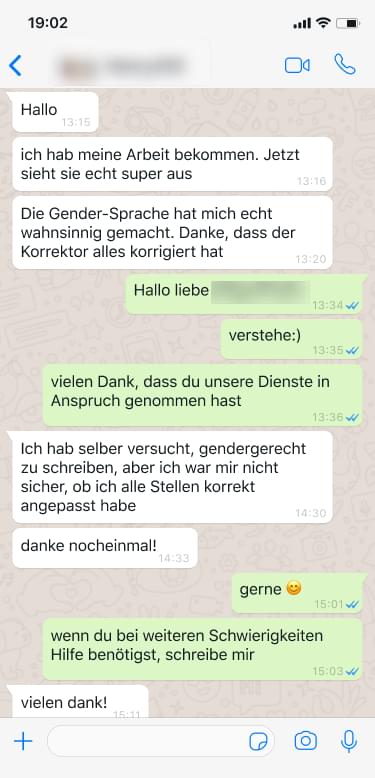 19:02
Hallo
13:15
ich hab meine Arbeit bekommen. Jetzt
sieht sie echt super aus
13:16
Die Gender-Sprache hat mich echt
wahnsinnig gemacht. Danke, dass der
Korrektor alles korrigiert hat
13:20
Hallo liebe
13:34
verstehe:)
13:35
vielen Dank, dass du unsere Dienste in
Anspruch genommen hast
13:36
Ich hab selber versucht, gendergerecht
zu schreiben, aber ich war mir nicht
sicher, ob ich alle Stellen korrekt
angepasst habe
14:30
danke nocheinmal!
14:33
gerne 😊
15:01
wenn du bei weiteren Schwierigkeiten
Hilfe benötigst, schreibe mir
15:03
vielen dank!
15:11